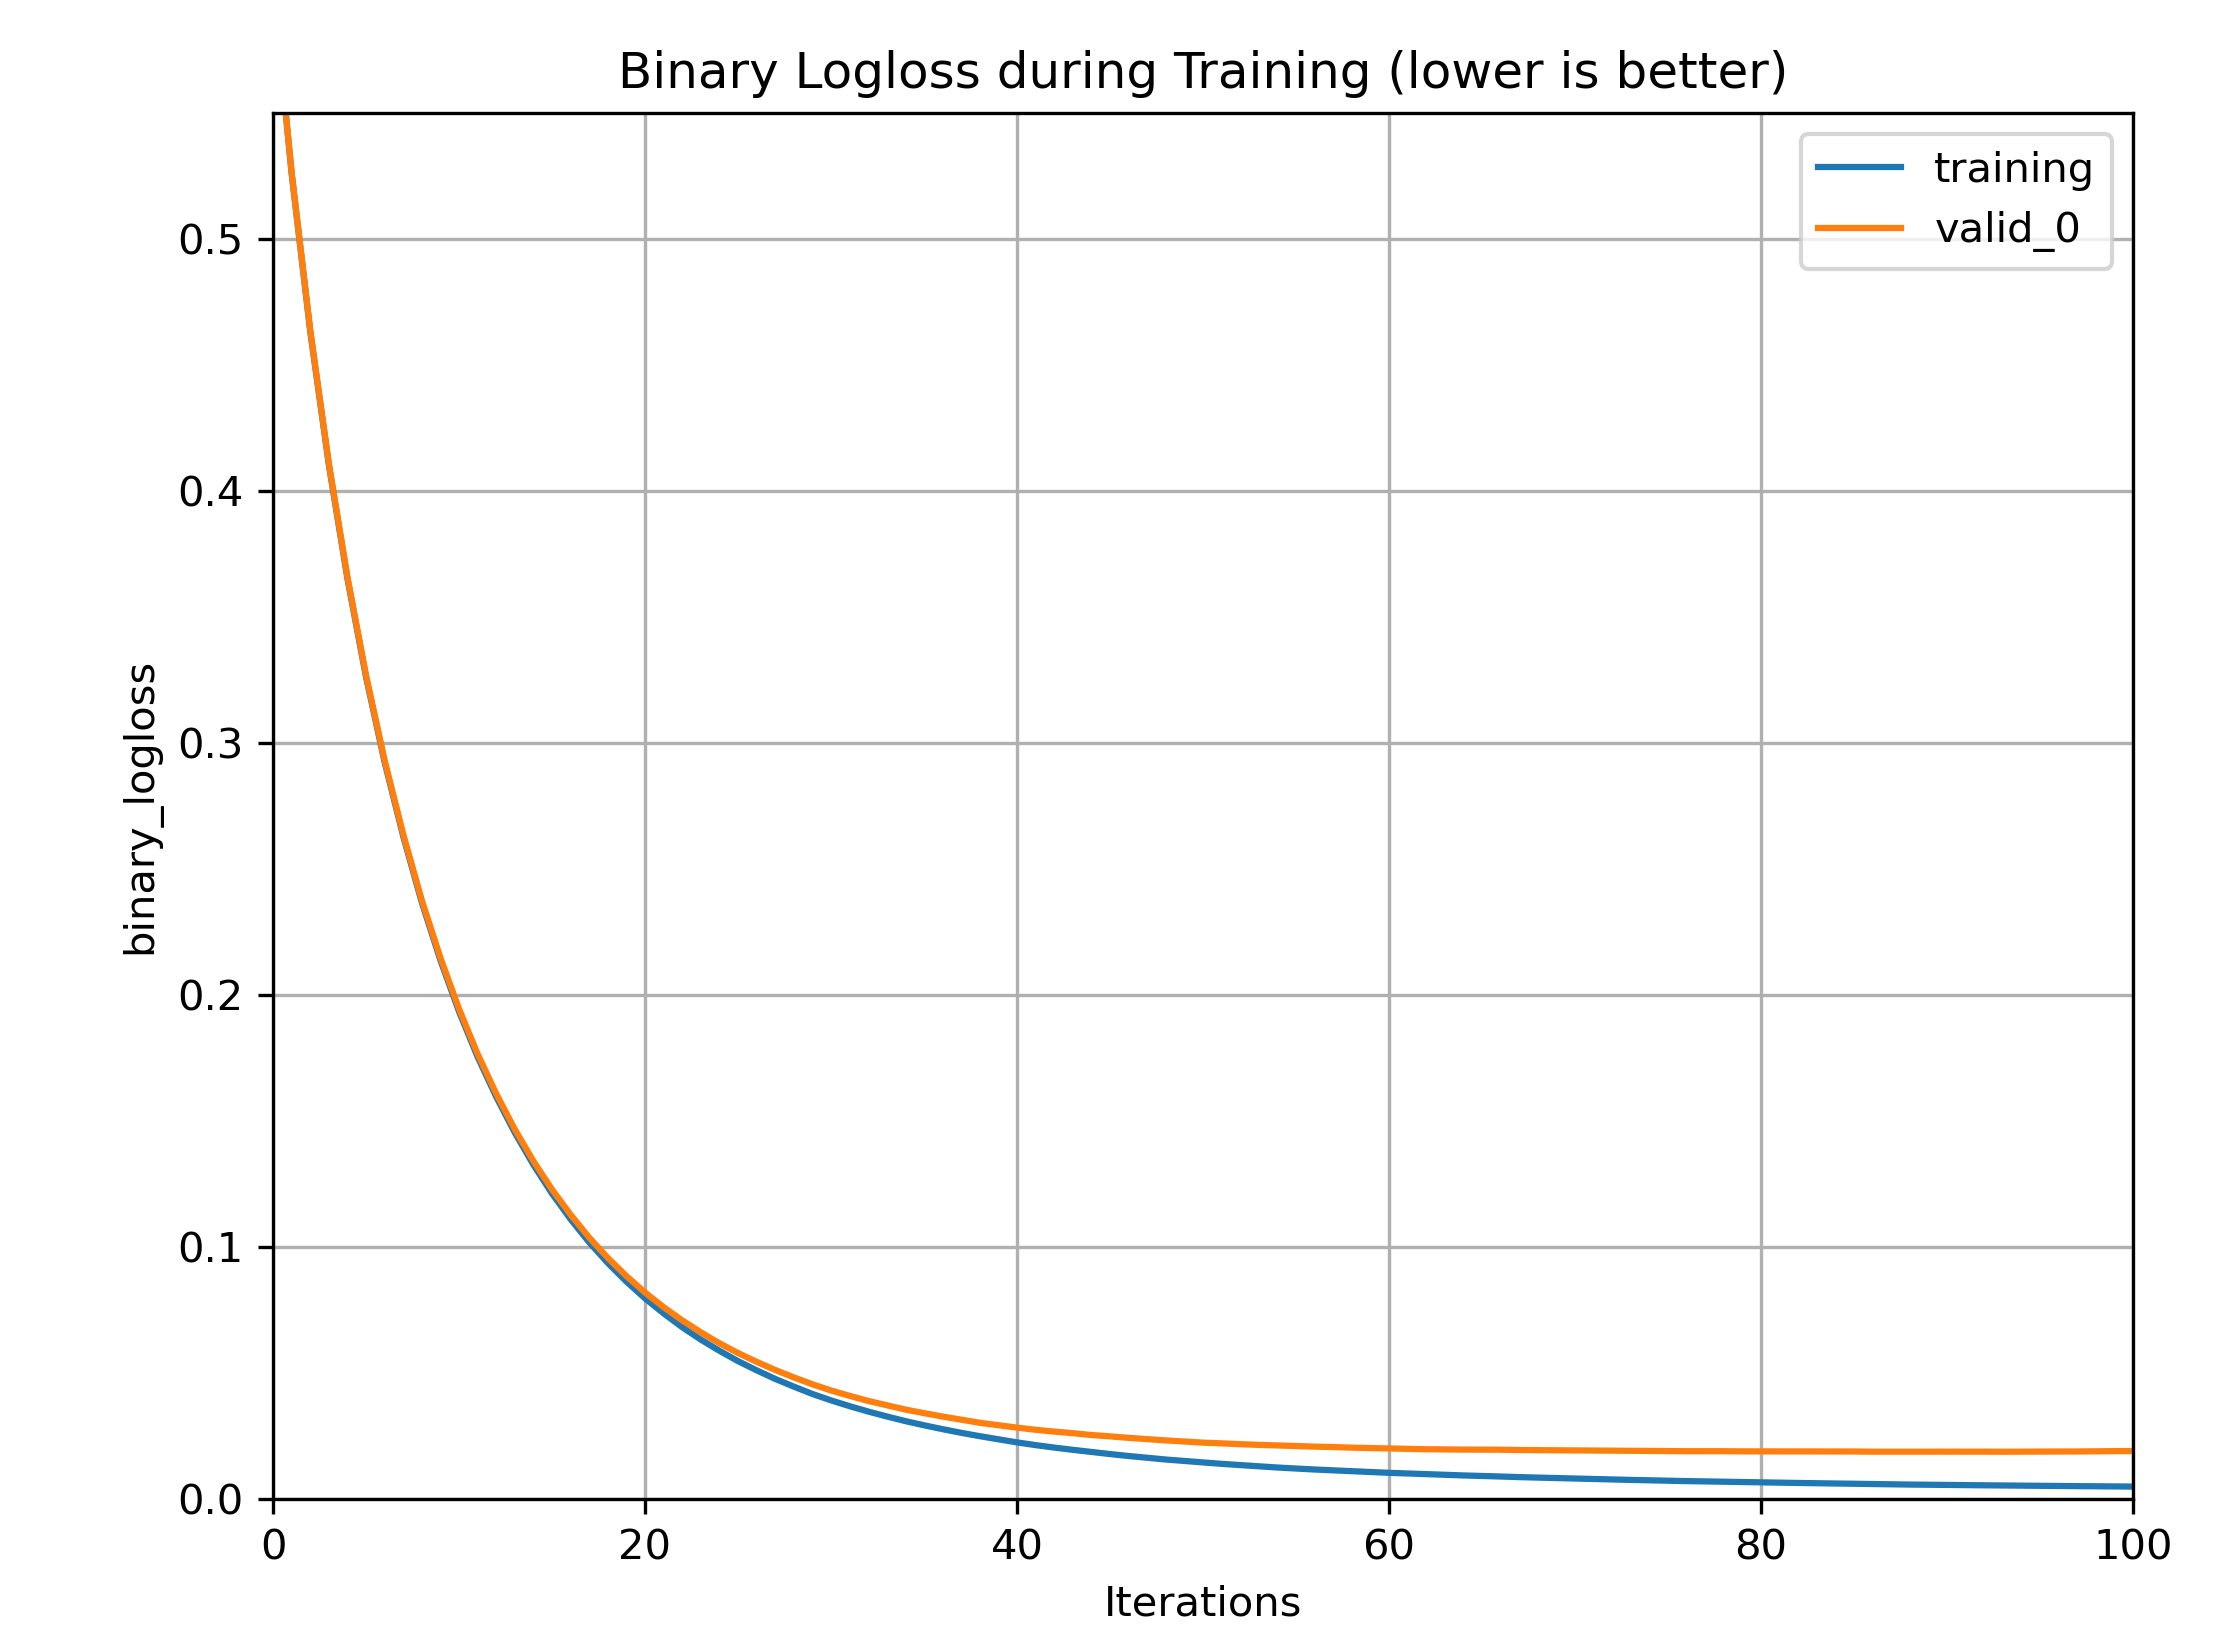 Binary Logloss during Training (lower is better)
training
valid_0
0.5
0.4
0.3
0.2
0.1
0.0
binary_logloss
0 20 40 60 80 100
Iterations